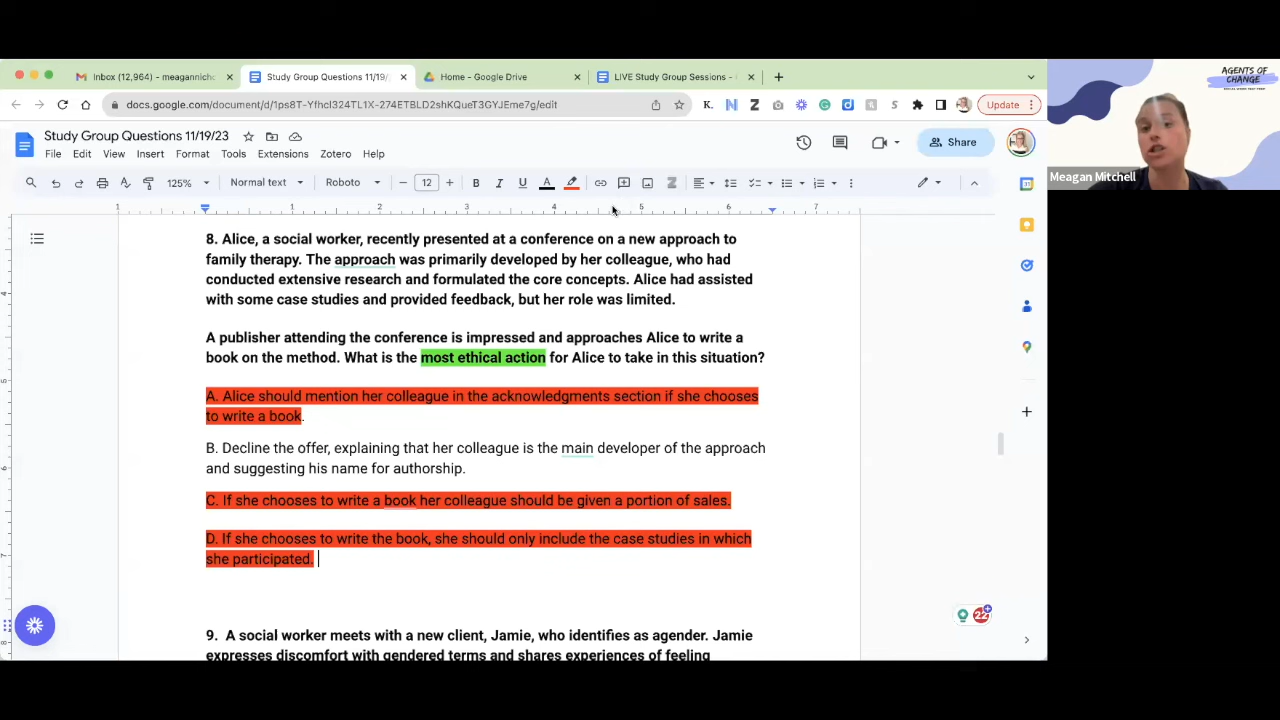 Inbox (12,964) – meagannicho
Study Group Questions 11/19/23
Home - Google Drive
LIVE Study Group Sessions -
docs.google.com/document/d/1ps8T-Yfhcl324TL1X-274ETBLD2shKQueT3GYJEme7g/edit
Update
AGENTS OF
CHANGE
Study Group Questions 11/19/23
Share
Meagan Mitchell
File Edit View Insert Format Tools Extensions Zotero Help
125% Normal text Roboto 12 B I U A
1 1 2 3 4 5 6 7
8. Alice, a social worker, recently presented at a conference on a new approach to
family therapy. The approach was primarily developed by her colleague, who had
conducted extensive research and formulated the core concepts. Alice had assisted
with some case studies and provided feedback, but her role was limited.
A publisher attending the conference is impressed and approaches Alice to write a
book on the method. What is the most ethical action for Alice to take in this situation?
A. Alice should mention her colleague in the acknowledgments section if she chooses
to write a book.
B. Decline the offer, explaining that her colleague is the main developer of the approach
and suggesting his name for authorship.
C. If she chooses to write a book her colleague should be given a portion of sales.
D. If she chooses to write the book, she should only include the case studies in which
she participated.
22
9. A social worker meets with a new client, Jamie, who identifies as agender. Jamie
expresses discomfort with gendered terms and shares experiences of feeling